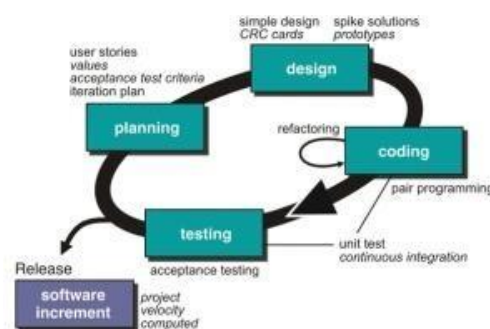 simple design
CRC cards
spike solutions
prototypes
user stories
values
acceptance test criteria
iteration plan
design
planning
refactoring
coding
pair programming
testing
unit test
continuous integration
acceptance testing
Release
software
increment
project
velocity
computed